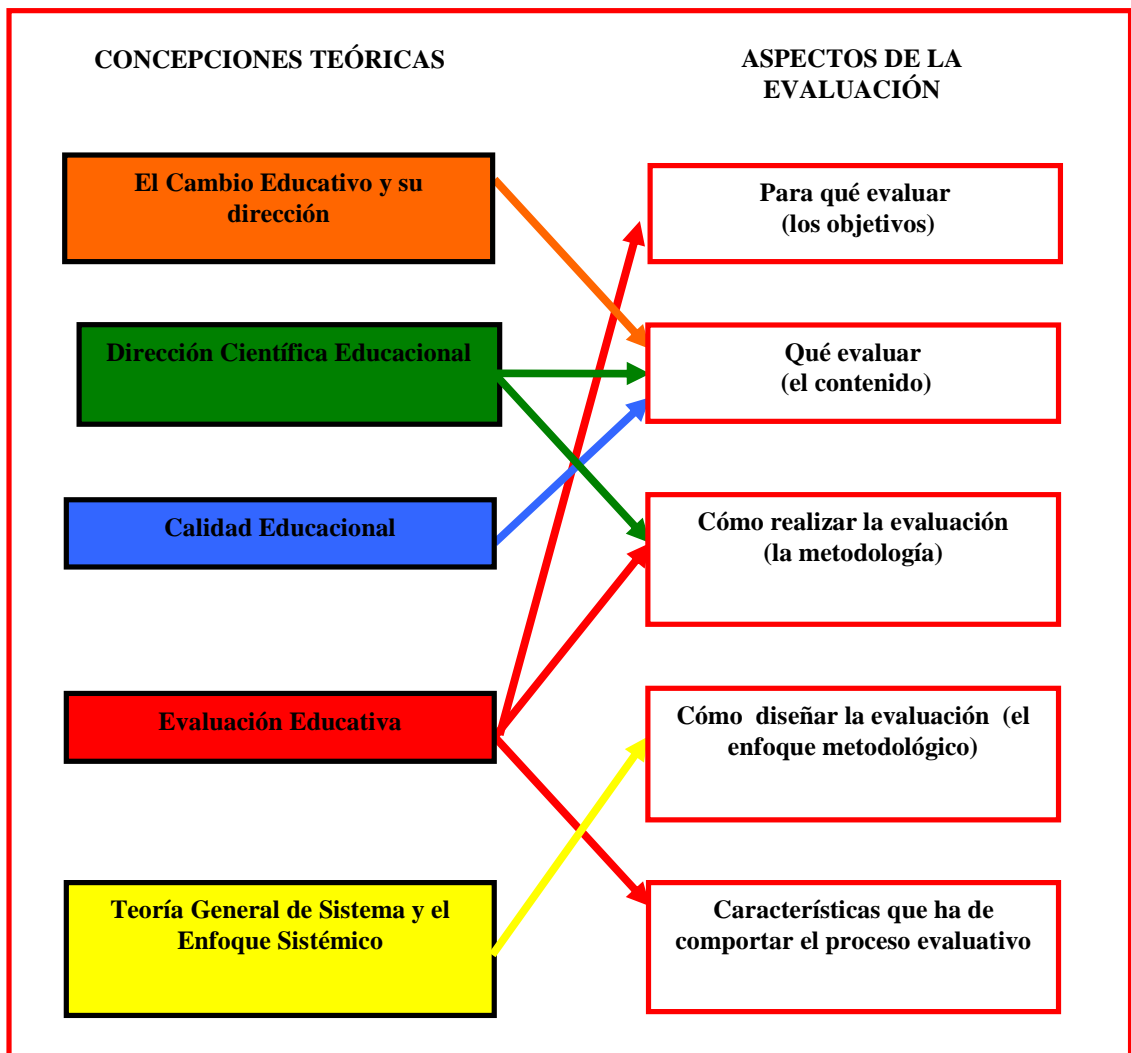 CONCEPCIONES TEÓRICAS
ASPECTOS DE LA
EVALUACIÓN
El Cambio Educativo y su
dirección
Para qué evaluar
(los objetivos)
Dirección Científica Educacional
Qué evaluar
(el contenido)
Calidad Educacional
Cómo realizar la evaluación
(la metodología)
Evaluación Educativa
Cómo  diseñar la evaluación  (el
enfoque metodológico)
Teoría General de Sistema y el
Enfoque Sistémico
Características que ha de
comportar el proceso evaluativo